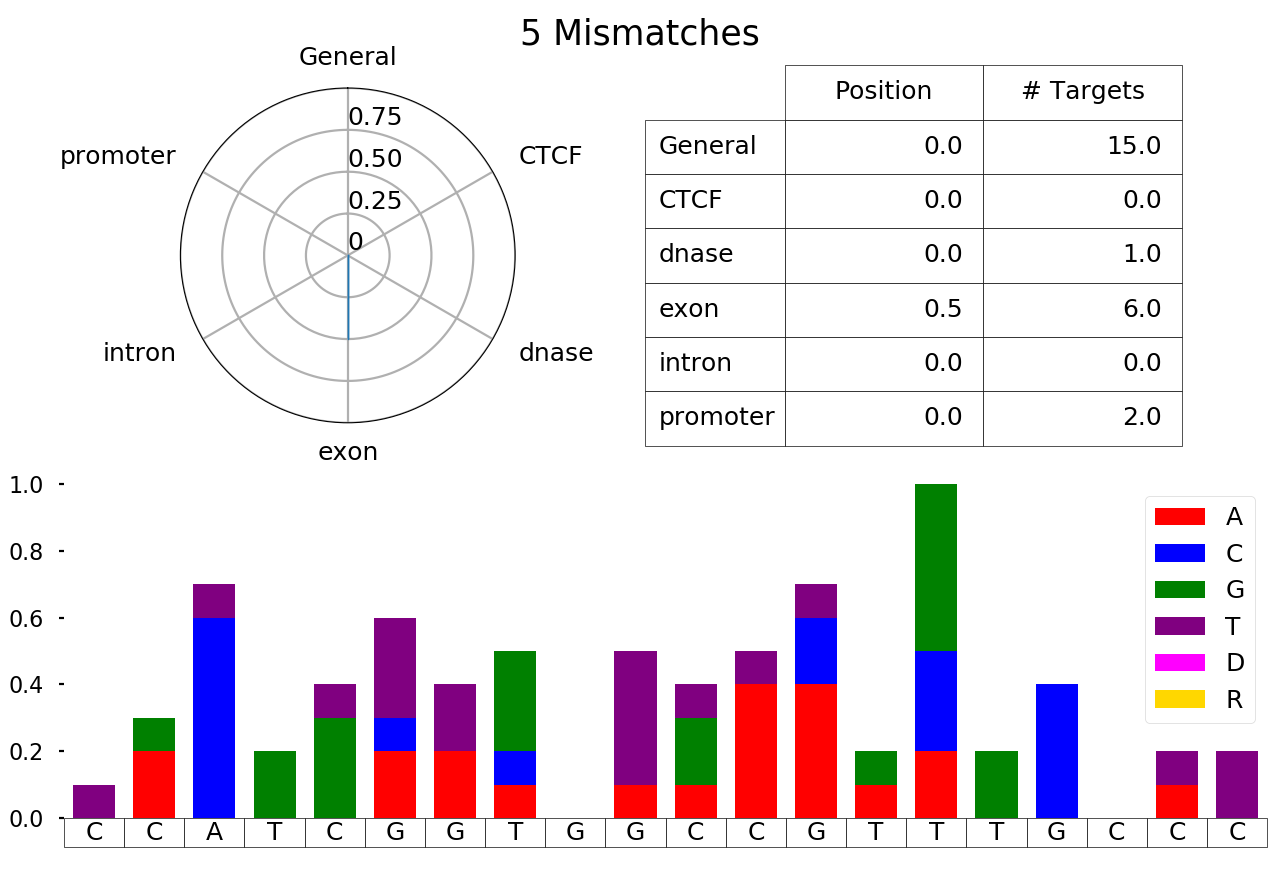 5 Mismatches
General
promoter
CTCF
intron
dnase
exon
0.75
0.50
0.25
0
Position # Targets
General 0.0 15.0
CTCF 0.0 0.0
dnase 0.0 1.0
exon 0.5 6.0
intron 0.0 0.0
promoter 0.0 2.0
1.0
0.8
0.6
0.4
0.2
0.0
A
C
G
T
D
R
C C A T C G G T G G C C G T T T G C C C